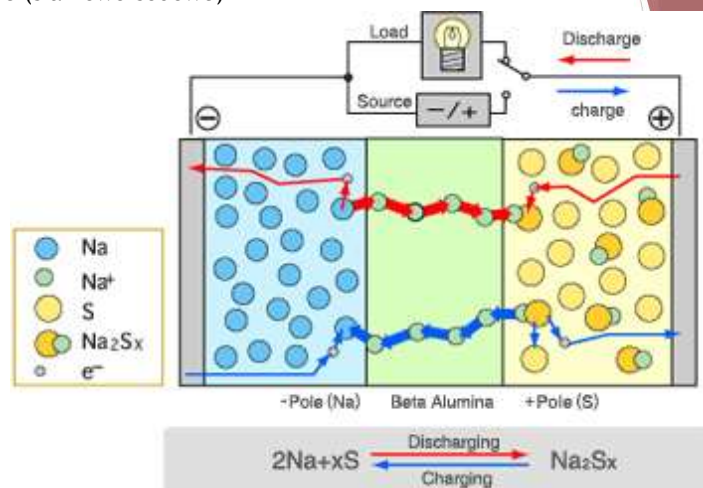 Load
Discharge
Source
−/+
charge
⊖
⊕
Na
Na+
S
Na₂Sx
e⁻
-Pole (Na)
Beta Alumina
+Pole (S)
Discharging
2Na+xS
Na₂Sx
Charging